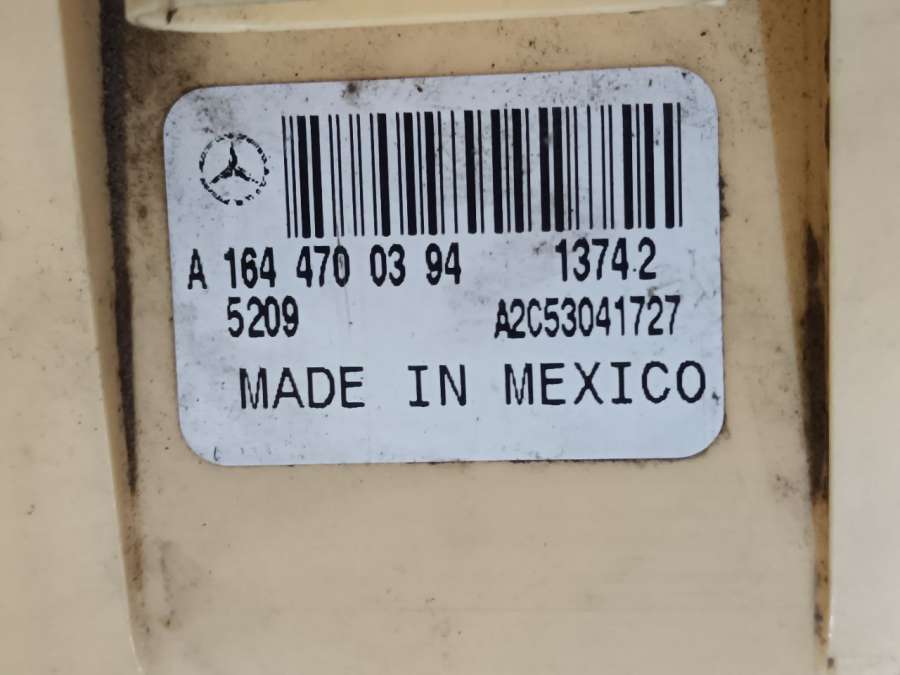 A 164 470 03 94 1374.2
5209 A2C53041727
MADE IN MEXICO